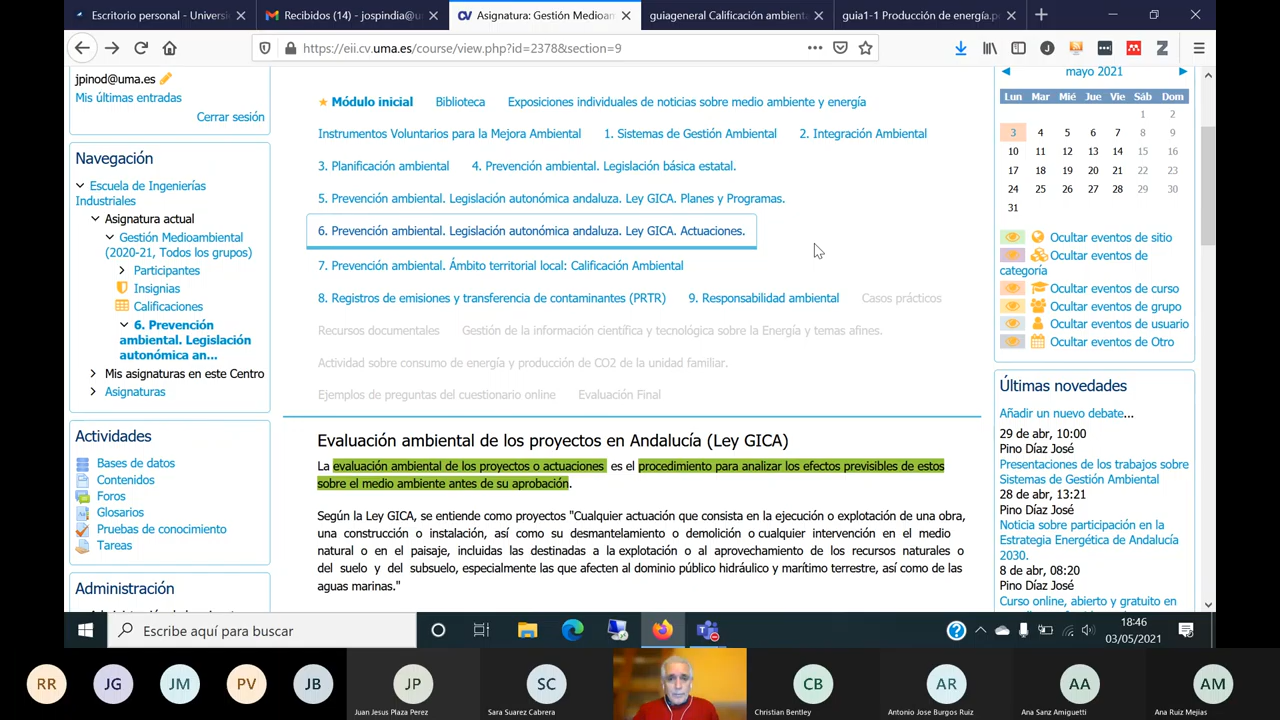 Escritorio personal - Universi
Recibidos (14) - jospindia@um
Asignatura: Gestión Medioam
guiageneral Calificación ambient
guia1-1 Producción de energía.p
https://eii.cv.uma.es/course/view.php?id=2378&section=9
jpinod@uma.es
Mis últimas entradas
Cerrar sesión
Navegación
Escuela de Ingenierías
Industriales
Asignatura actual
Gestión Medioambiental
(2020-21, Todos los grupos)
Participantes
Insignias
Calificaciones
6. Prevención
ambiental. Legislación
autonómica an...
Mis asignaturas en este Centro
Asignaturas
Actividades
Bases de datos
Contenidos
Foros
Glosarios
Pruebas de conocimiento
Tareas
Administración
Módulo inicial Biblioteca Exposiciones individuales de noticias sobre medio ambiente y energía
Instrumentos Voluntarios para la Mejora Ambiental 1. Sistemas de Gestión Ambiental 2. Integración Ambiental
3. Planificación ambiental 4. Prevención ambiental. Legislación básica estatal.
5. Prevención ambiental. Legislación autonómica andaluza. Ley GICA. Planes y Programas.
6. Prevención ambiental. Legislación autonómica andaluza. Ley GICA. Actuaciones.
7. Prevención ambiental. Ámbito territorial local: Calificación Ambiental
8. Registros de emisiones y transferencia de contaminantes (PRTR) 9. Responsabilidad ambiental Casos prácticos
Recursos documentales Gestión de la información científica y tecnológica sobre la Energía y temas afines.
Actividad sobre consumo de energía y producción de CO2 de la unidad familiar.
Ejemplos de preguntas del cuestionario online Evaluación Final
Evaluación ambiental de los proyectos en Andalucía (Ley GICA)
La evaluación ambiental de los proyectos o actuaciones es el procedimiento para analizar los efectos previsibles de estos
sobre el medio ambiente antes de su aprobación.
Según la Ley GICA, se entiende como proyectos "Cualquier actuación que consista en la ejecución o explotación de una obra,
una construcción o instalación, así como su desmantelamiento o demolición o cualquier intervención en el medio
natural o en el paisaje, incluidas las destinadas a la explotación o al aprovechamiento de los recursos naturales o
del suelo y del subsuelo, especialmente las que afecten al dominio público hidráulico y marítimo terrestre, así como de las
aguas marinas."
mayo 2021
Lun Mar Mié Jue Vie Sáb Dom
1 2
3 4 5 6 7 8 9
10 11 12 13 14 15 16
17 18 19 20 21 22 23
24 25 26 27 28 29 30
31
Ocultar eventos de sitio
Ocultar eventos de
categoría
Ocultar eventos de curso
Ocultar eventos de grupo
Ocultar eventos de usuario
Ocultar eventos de Otro
Últimas novedades
Añadir un nuevo debate...
29 de abr, 10:00
Pino Díaz José
Presentaciones de los trabajos sobre
Sistemas de Gestión Ambiental
28 de abr, 13:21
Pino Díaz José
Noticia sobre participación en la
Estrategia Energética de Andalucía
2030.
8 de abr, 08:20
Pino Díaz José
Curso online, abierto y gratuito en
Escribe aquí para buscar
18:46
03/05/2021
RR
JG
JM
PV
JB
JP
SC
CB
AR
AA
AM
Juan Jesus Plaza Perez
Sara Suarez Cabrera
Christian Bentley
Antonio Jose Burgos Ruiz
Ana Sanz Amiguetti
Ana Ruiz Mejias